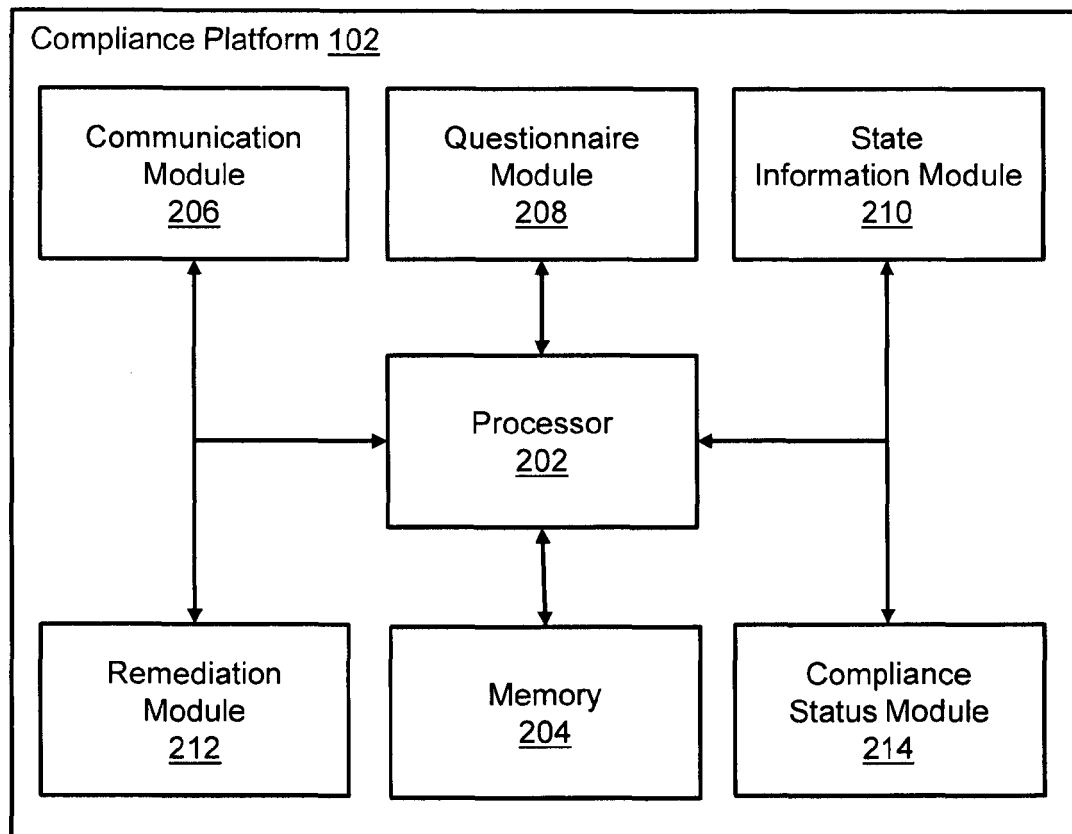 Compliance Platform 102
Communication
Module
206
Questionnaire
Module
208
State
Information Module
210
Processor
202
Remediation
Module
212
Memory
204
Compliance
Status Module
214